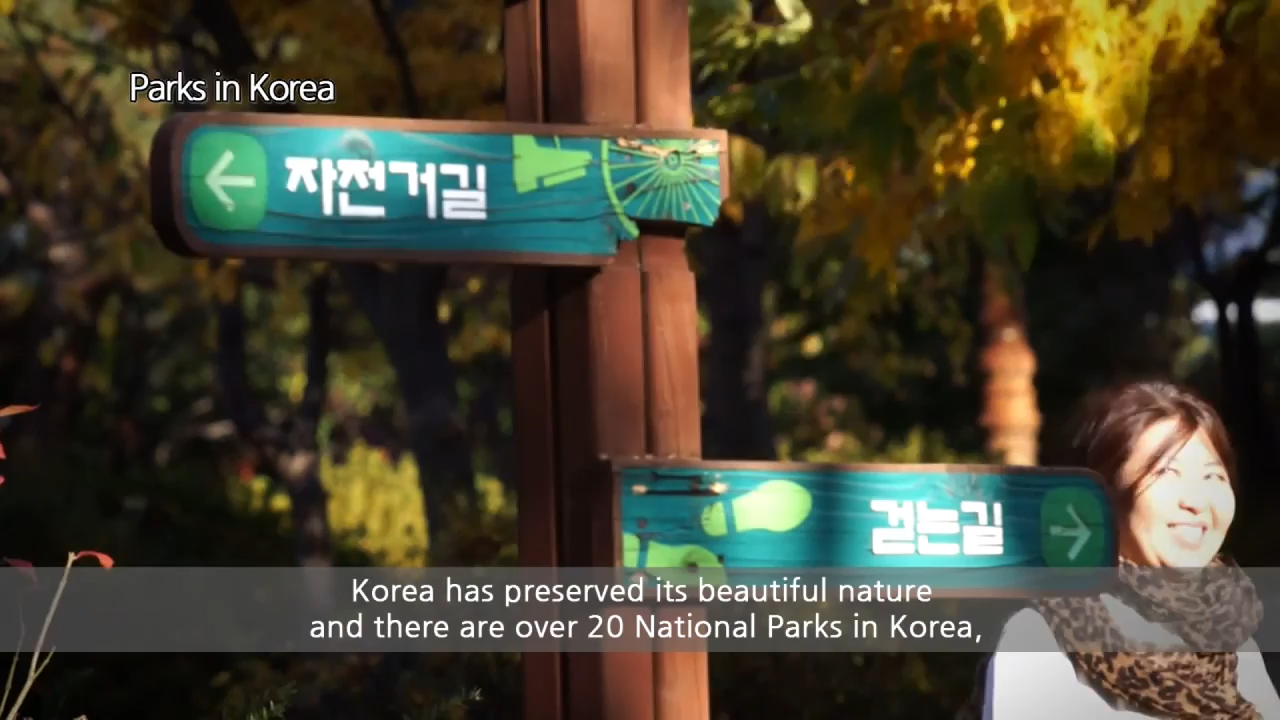 Parks in Korea
자전거길
걷는길
Korea has preserved its beautiful nature
and there are over 20 National Parks in Korea,